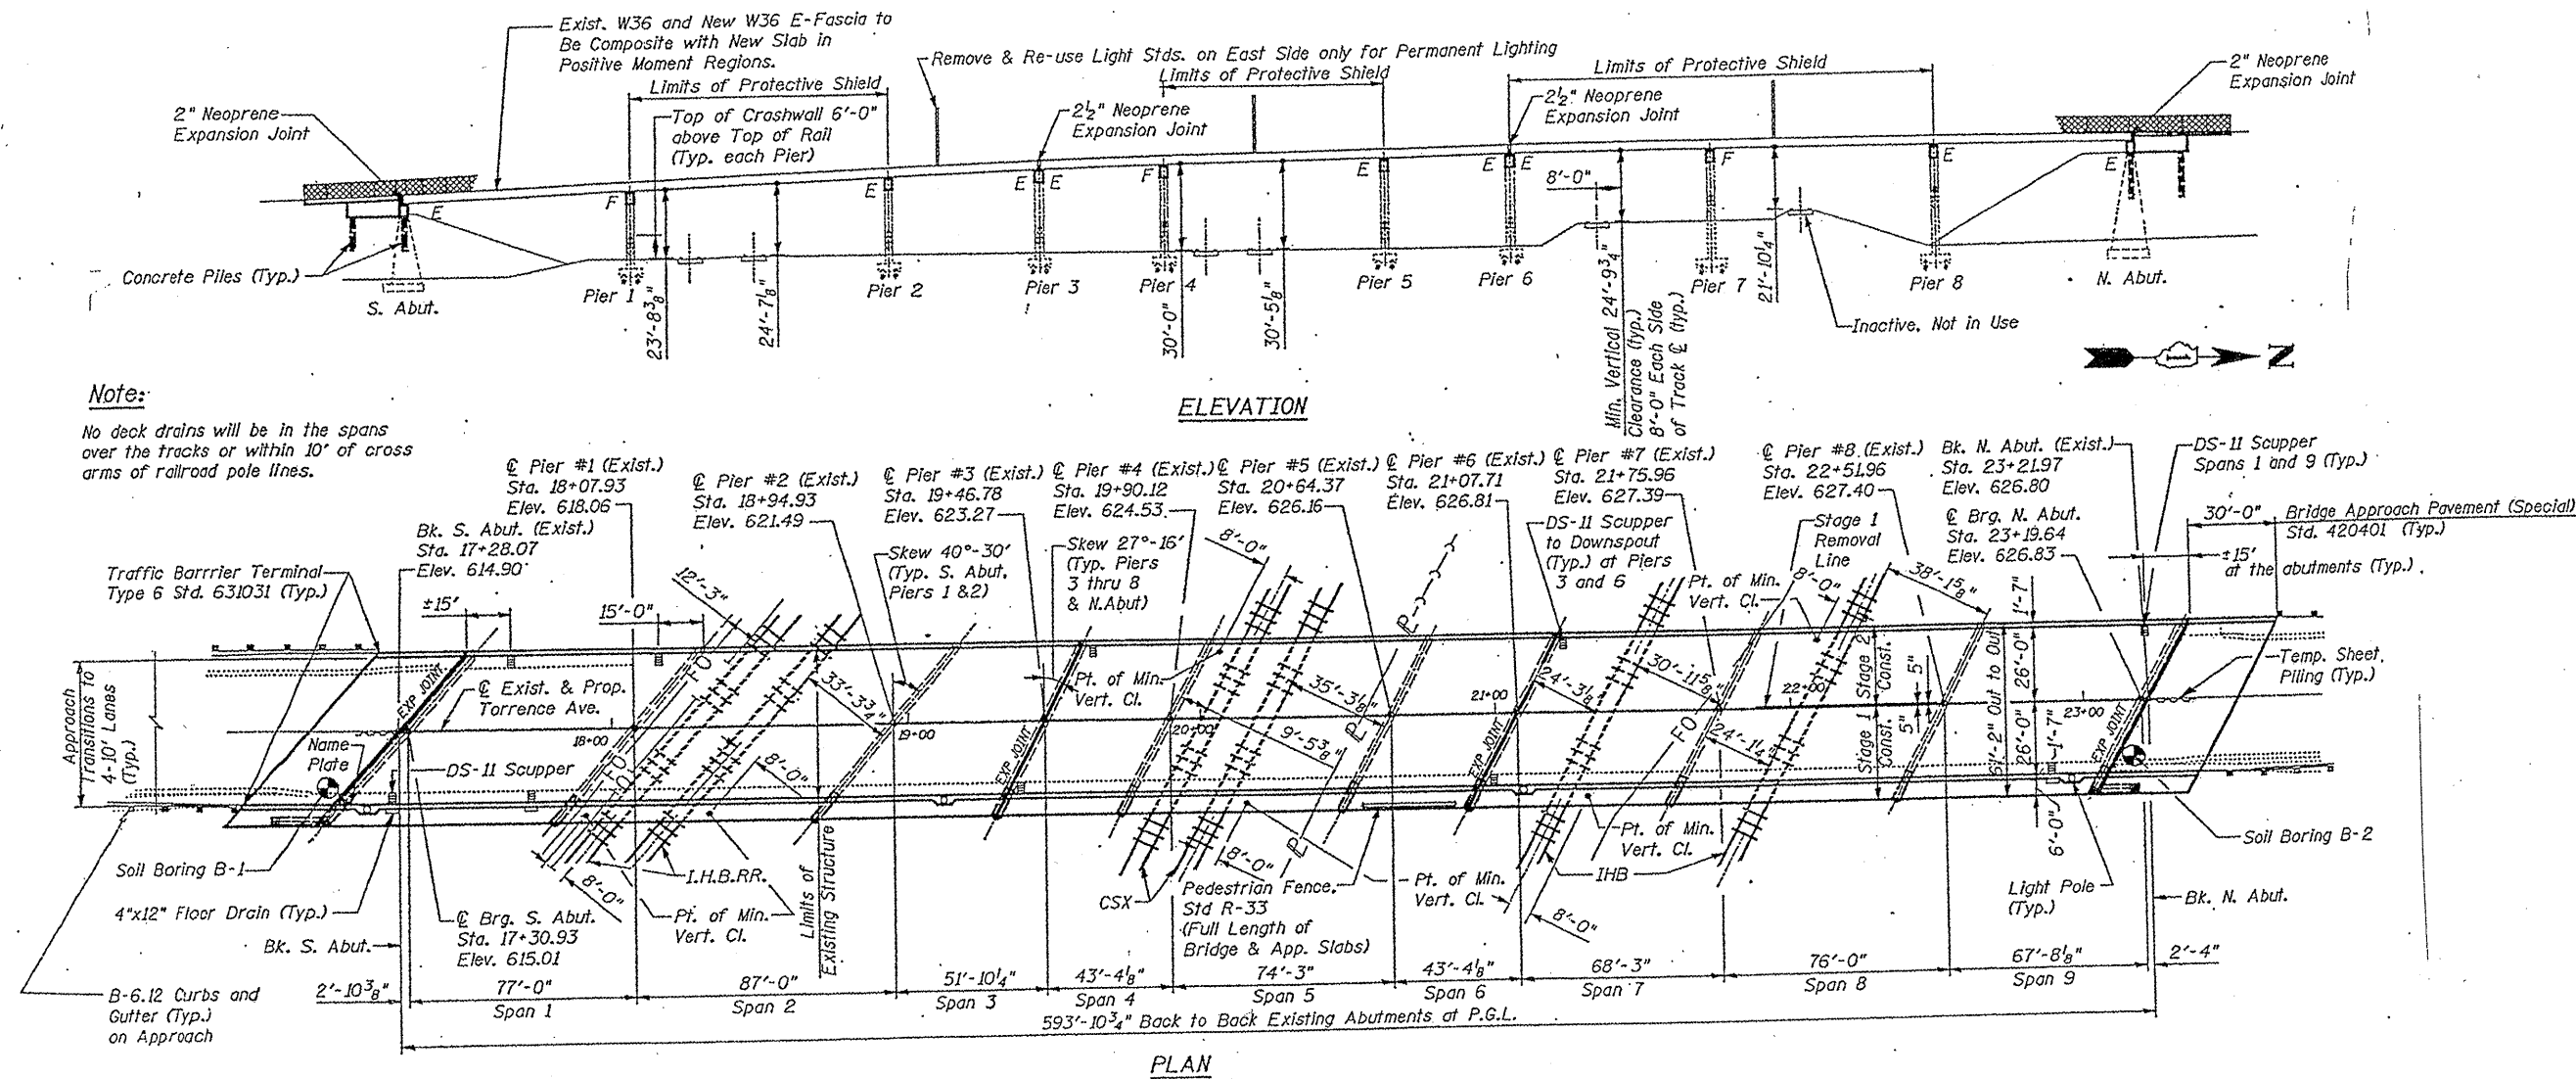 Exist. W36 and New W36 E-Fascia to
Be Composite with New Slab in
Positive Moment Regions.
Remove & Re-use Light Stds. on East Side only for Permanent Lighting
Limits of Protective Shield
Limits of Protective Shield
Limits of Protective Shield
2" Neoprene
Expansion Joint
2" Neoprene
Expansion Joint
Top of Crashwall 6'-0"
above Top of Rail
(Typ. each Pier)
2½" Neoprene
Expansion Joint
2½" Neoprene
Expansion Joint
E
F
E
E
E
F
E
E
E
F
E
E
8'-0"
Concrete Piles (Typ.)
S. Abut.
Pier 1
Pier 2
Pier 3
Pier 4
Pier 5
Pier 6
Pier 7
Pier 8
N. Abut.
23'-8⅜"
24'-7⅛"
30'-0"
30'-5⅛"
Min. Vertical 24'-9¾"
Clearance (typ.)
8'-0" Each Side
of Track ℄ (typ.)
21'-10¼"
Inactive, Not in Use
N
ELEVATION
Note:
No deck drains will be in the spans
over the tracks or within 10' of cross
arms of railroad pole lines.
℄ Pier #1 (Exist.)
Sta. 18+07.93
Elev. 618.06
℄ Pier #2 (Exist.)
Sta. 18+94.93
Elev. 621.49
℄ Pier #3 (Exist.)
Sta. 19+46.78
Elev. 623.27
℄ Pier #4 (Exist.)
Sta. 19+90.12
Elev. 624.53
℄ Pier #5 (Exist.)
Sta. 20+64.37
Elev. 626.16
℄ Pier #6 (Exist.)
Sta. 21+07.71
Elev. 626.81
℄ Pier #7 (Exist.)
Sta. 21+75.96
Elev. 627.39
℄ Pier #8 (Exist.)
Sta. 22+51.96
Elev. 627.40
Bk. N. Abut. (Exist.)
Sta. 23+21.97
Elev. 626.80
DS-11 Scupper
Spans 1 and 9 (Typ.)
Bk. S. Abut. (Exist.)
Sta. 17+28.07
Elev. 614.90
℄ Brg. N. Abut.
Sta. 23+19.64
Elev. 626.83
30'-0"
Bridge Approach Pavement (Special)
Std. 420401 (Typ.)
±15'
at the abutments (Typ.)
Traffic Barrrier Terminal
Type 6 Std. 631031 (Typ.)
±15'
15'-0"
12'-3"
Skew 40°-30'
(Typ. S. Abut.
Piers 1 &2)
Skew 27°-16'
(Typ. Piers
3 thru 8
& N.Abut)
8'-0"
DS-11 Scupper
to Downspout
(Typ.) at Piers
3 and 6
Stage 1
Removal
Line
Pt. of Min.
Vert. Cl.
8'-0"
38'-1⅝"
1'-7"
Approach
Transitions to
4-10' Lanes
(Typ.)
EXP JOINT
℄ Exist. & Prop.
Torrence Ave.
Name
Plate
18+00
FO
FO
FO
33'-3¾"
19+00
Pt. of Min.
Vert. Cl.
EXP JOINT
20+00
35'-3⅛"
9'-5⅜"
P
P
P
21+00
EXP JOINT
24'-3⅛"
30'-11⅝"
FO
24'-1¼"
22+00
Stage 1 Stage 2
Const. Const.
5"
5"
61'-2" Out to Out
26'-0"
26'-0"
1'-7"
23+00
EXP JOINT
Temp. Sheet
Piling (Typ.)
DS-11 Scupper
8'-0"
Soil Boring B-1
4"x12" Floor Drain (Typ.)
Bk. S. Abut.
℄ Brg. S. Abut.
Sta. 17+30.93
Elev. 615.01
8'-0"
I.H.B.RR.
Pt. of Min.
Vert. Cl.
Limits of
Existing Structure
CSX
8'-0"
Pedestrian Fence.
Std R-33
(Full Length of
Bridge & App. Slabs)
Pt. of Min.
Vert. Cl.
Pt. of Min.
Vert. Cl.
IHB
8'-0"
6'-0"
Light Pole
(Typ.)
Soil Boring B-2
Bk. N. Abut.
B-6.12 Curbs and
Gutter (Typ.)
on Approach
2'-10⅜"
77'-0"
Span 1
87'-0"
Span 2
51'-10¼"
Span 3
43'-4⅛"
Span 4
74'-3"
Span 5
43'-4⅛"
Span 6
68'-3"
Span 7
76'-0"
Span 8
67'-8⅛"
Span 9
2'-4"
593'-10¾" Back to Back Existing Abutments at P.G.L.
PLAN